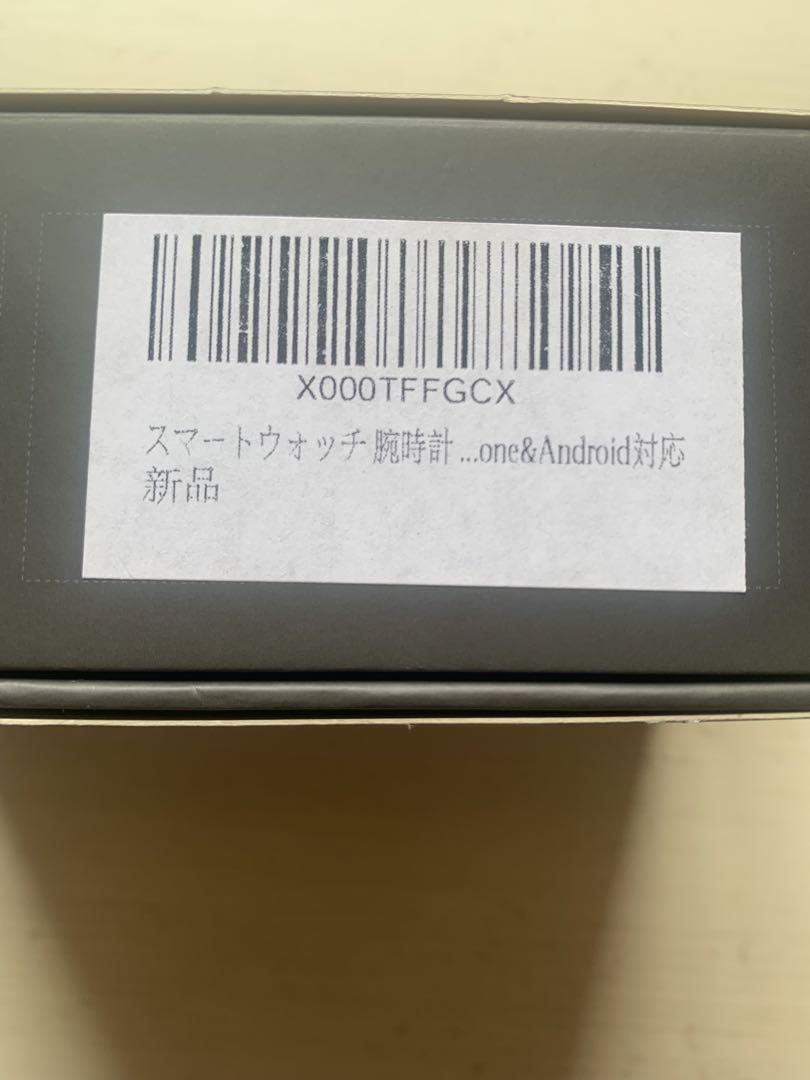 X000TFFGCX
スマートウォッチ 腕時計 ...one&Android対応
新品